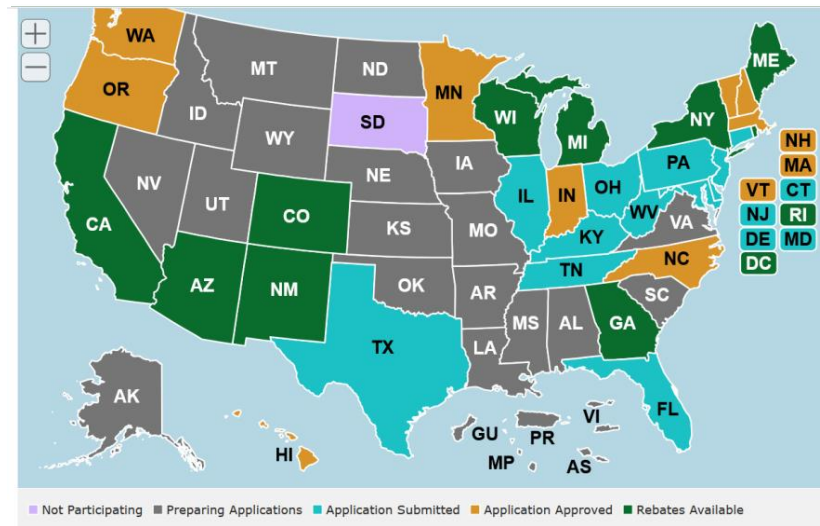 +
−
WA
MT
ND
ME
OR
MN
ID
SD
WI
NY
WY
MI
NH
IA
PA
MA
NE
NV
IL
IN
OH
VT
CT
UT
CO
WV
NJ
RI
CA
KS
MO
VA
KY
DE
MD
NC
DC
TN
OK
AZ
NM
AR
SC
MS
AL
GA
TX
LA
AK
FL
VI
GU
PR
HI
MP
AS
Not Participating
Preparing Applications
Application Submitted
Application Approved
Rebates Available